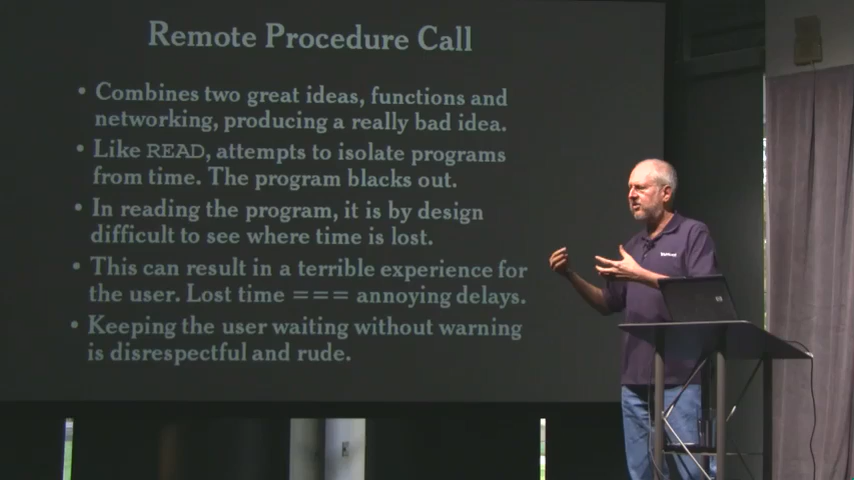 Remote Procedure Call
• Combines two great ideas, functions and
networking, producing a really bad idea.
• Like READ, attempts to isolate programs
from time. The program blacks out.
• In reading the program, it is by design
difficult to see where time is lost.
• This can result in a terrible experience for
the user. Lost time === annoying delays.
• Keeping the user waiting without warning
is disrespectful and rude.